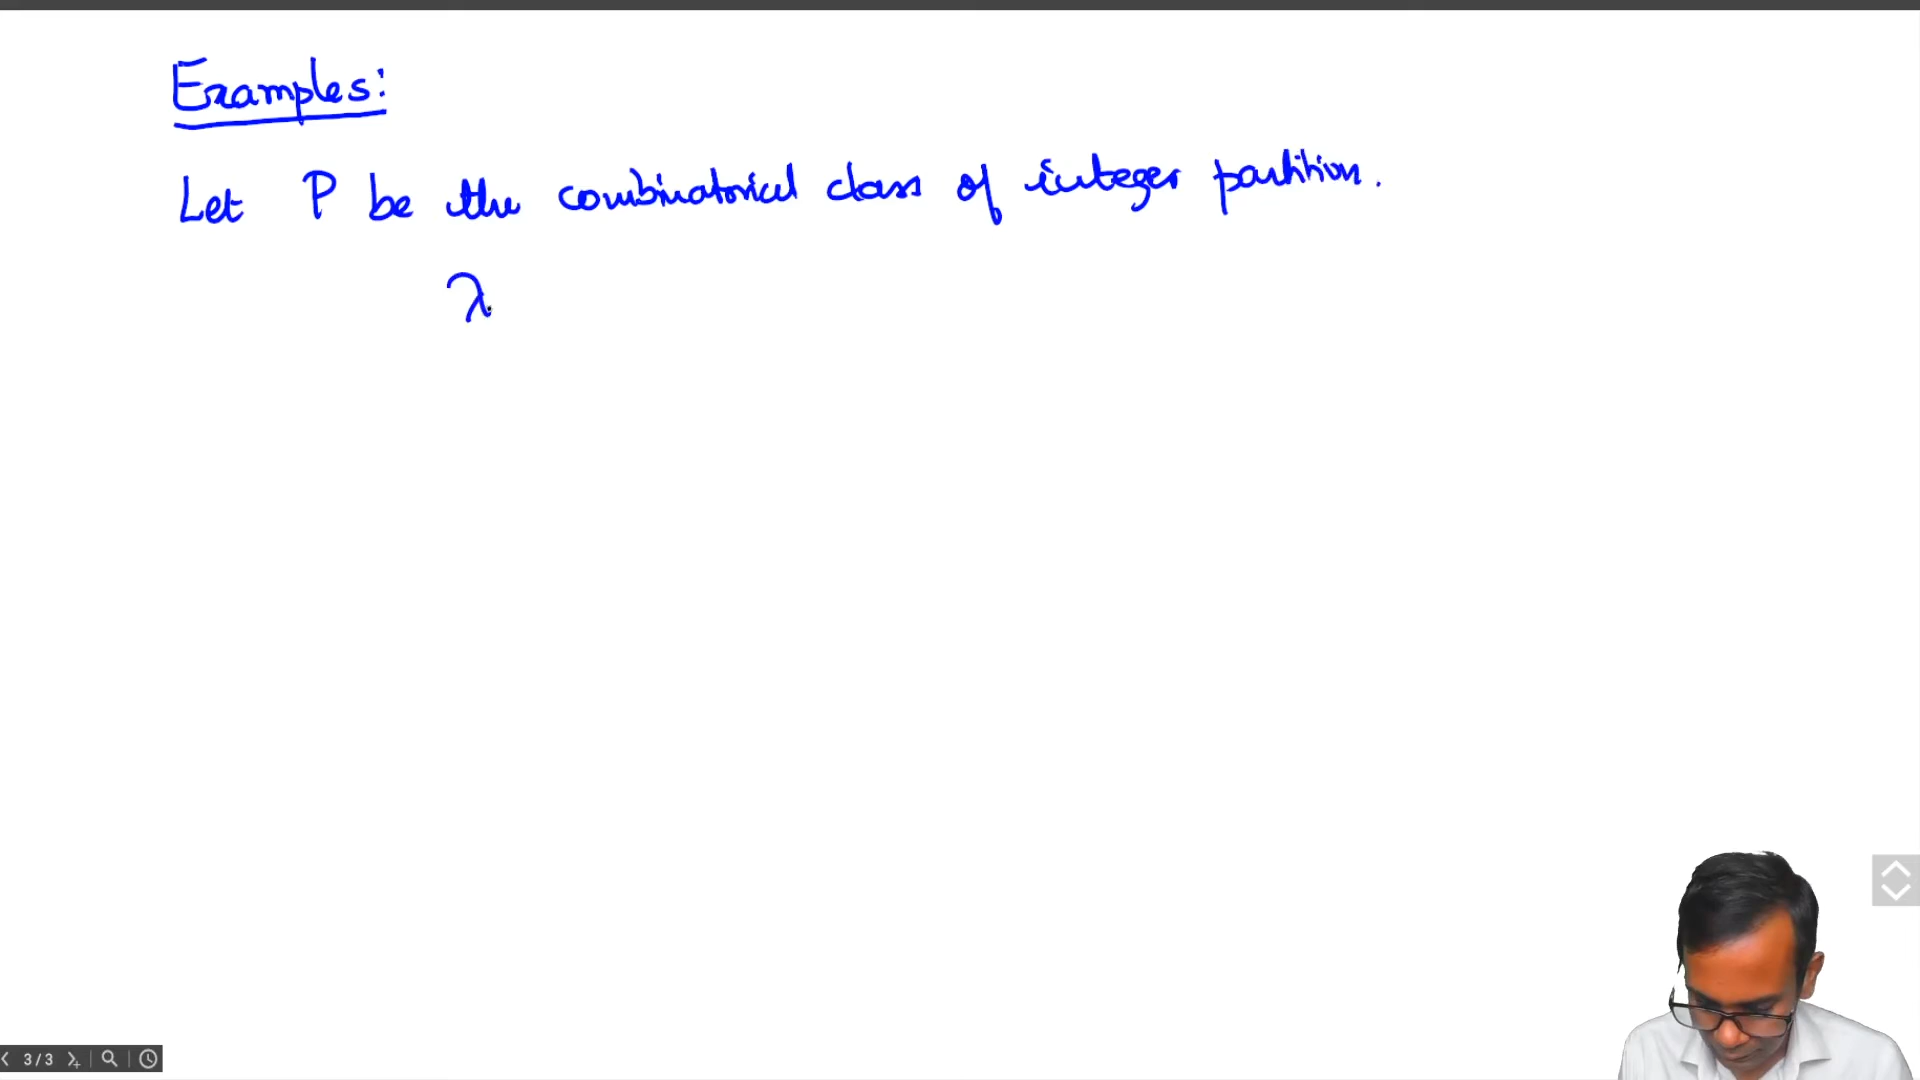 Examples:
Let P be the combinatorial class of integer partition.
λ
3/3